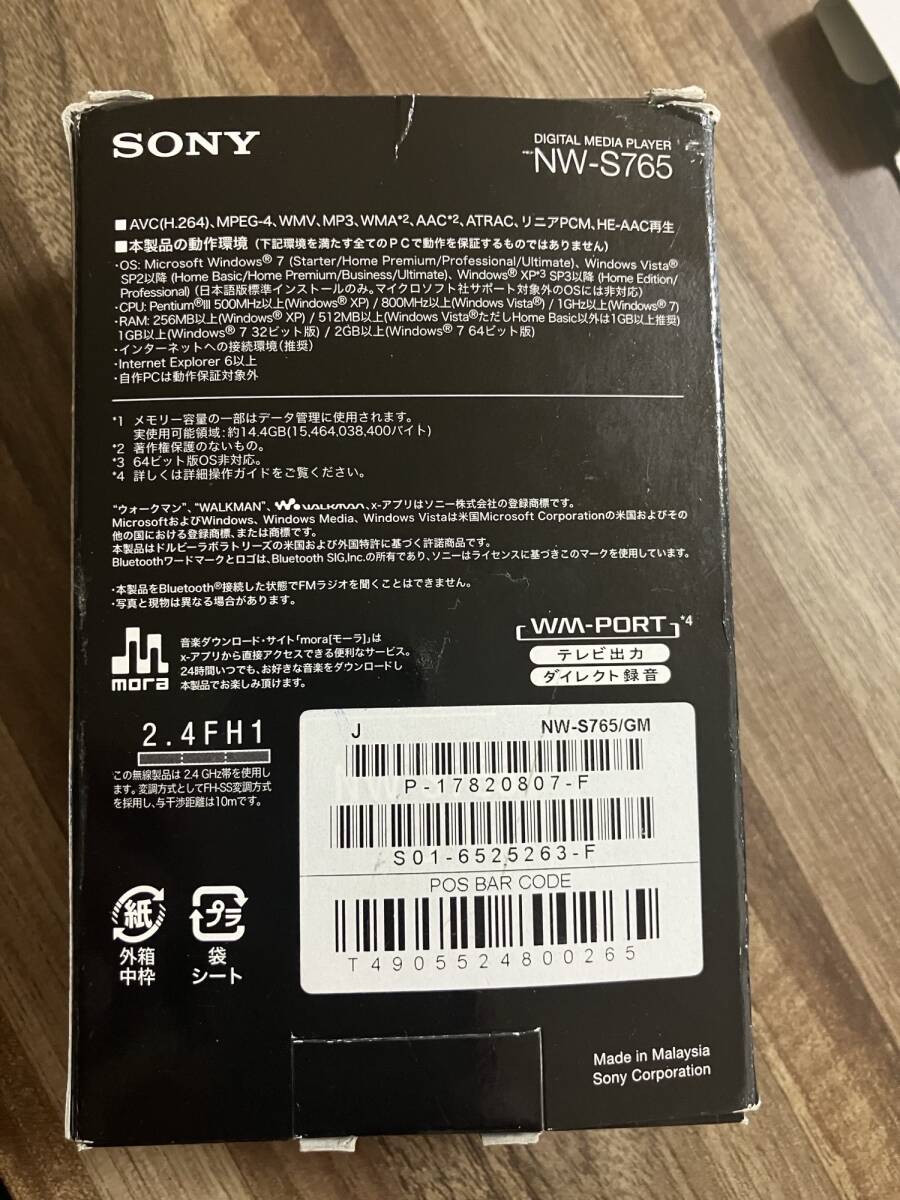 SONY
DIGITAL MEDIA PLAYER
NW-S765
■ AVC(H.264)、MPEG-4、WMV、MP3、WMA*2、AAC*2、ATRAC、リニアPCM、HE-AAC再生
■ 本製品の動作環境（下記環境を満たす全てのPCで動作を保証するものではありません）
・OS: Microsoft Windows® 7 (Starter/Home Premium/Professional/Ultimate)、Windows Vista®
SP2以降 (Home Basic/Home Premium/Business/Ultimate)、Windows® XP*3 SP3以降 (Home Edition/
Professional) (日本語版標準インストールのみ。マイクロソフト社サポート対象外のOSには非対応)
・CPU: Pentium®III 500MHz以上(Windows® XP) / 800MHz以上(Windows Vista®) / 1GHz以上(Windows® 7)
・RAM: 256MB以上(Windows® XP) / 512MB以上(Windows Vista®ただしHome Basic以外は1GB以上推奨)
1GB以上(Windows® 7 32ビット版) / 2GB以上(Windows® 7 64ビット版)
・インターネットへの接続環境（推奨）
・Internet Explorer 6以上
・自作PCは動作保証対象外
*1 メモリー容量の一部はデータ管理に使用されます。
実使用可能領域：約14.4GB(15,464,038,400バイト)
*2 著作権保護のないもの。
*3 64ビット版OS非対応。
*4 詳しくは詳細操作ガイドをご覧ください。
"ウォークマン"、"WALKMAN"、W. WALKMAN、x-アプリはソニー株式会社の登録商標です。
MicrosoftおよびWindows、Windows Media、Windows Vistaは米国Microsoft Corporationの米国およびその
他の国における登録商標、または商標です。
本製品はドルビーラボラトリーズの米国および外国特許に基づく許諾商品です。
Bluetoothワードマークとロゴは、Bluetooth SIG,Inc.の所有であり、ソニーはライセンスに基づきこのマークを使用しています。
・本製品をBluetooth®接続した状態でFMラジオを聞くことはできません。
・写真と現物は異なる場合があります。
mora
音楽ダウンロード・サイト「mora[モーラ]」は
x-アプリから直接アクセスできる便利なサービス。
24時間いつでも、お好きな音楽をダウンロードし
本製品でお楽しみ頂けます。
WM-PORT *4
テレビ出力
ダイレクト録音
2.4FH1
この無線製品は 2.4 GHz帯を使用し
ます。変調方式としてFH-SS変調方式
を採用し、与干渉距離は10mです。
J
NW-S765/GM
P-17820807-F
S01-6525263-F
POS BAR CODE
T4905524800265
紙
外箱
中枠
プラ
袋
シート
Made in Malaysia
Sony Corporation